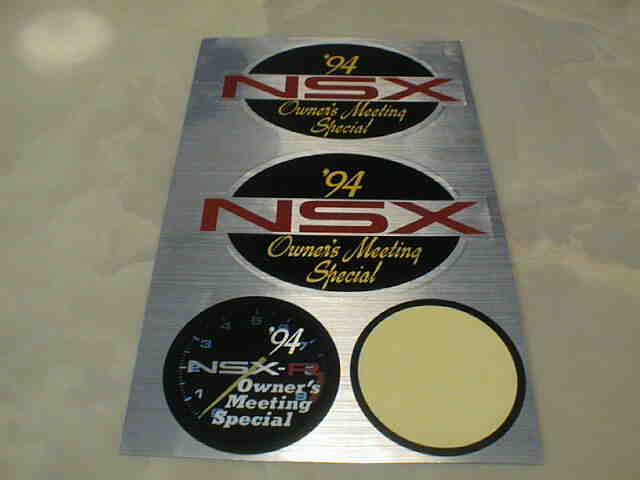 '94
NSX
Owner's Meeting
Special
'94
NSX
Owner's Meeting
Special
'94
NSX-R
Owner's
Meeting
Special